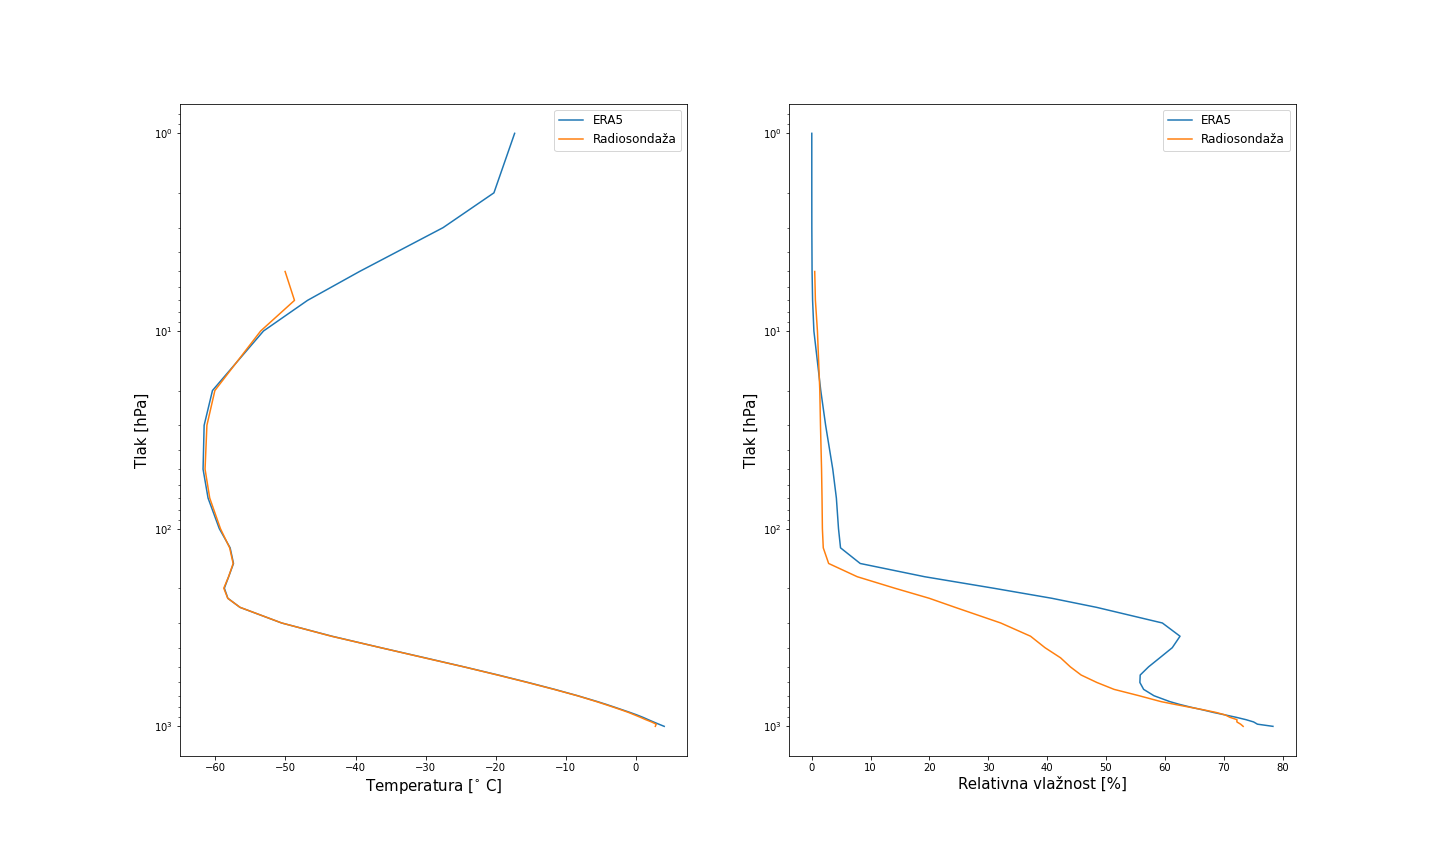 ERA5
Radiosondaža
10⁰
10¹
10²
10³
Tlak [hPa]
−60 −50 −40 −30 −20 −10 0
Temperatura [° C]
ERA5
Radiosondaža
10⁰
10¹
10²
10³
Tlak [hPa]
0 10 20 30 40 50 60 70 80
Relativna vlažnost [%]